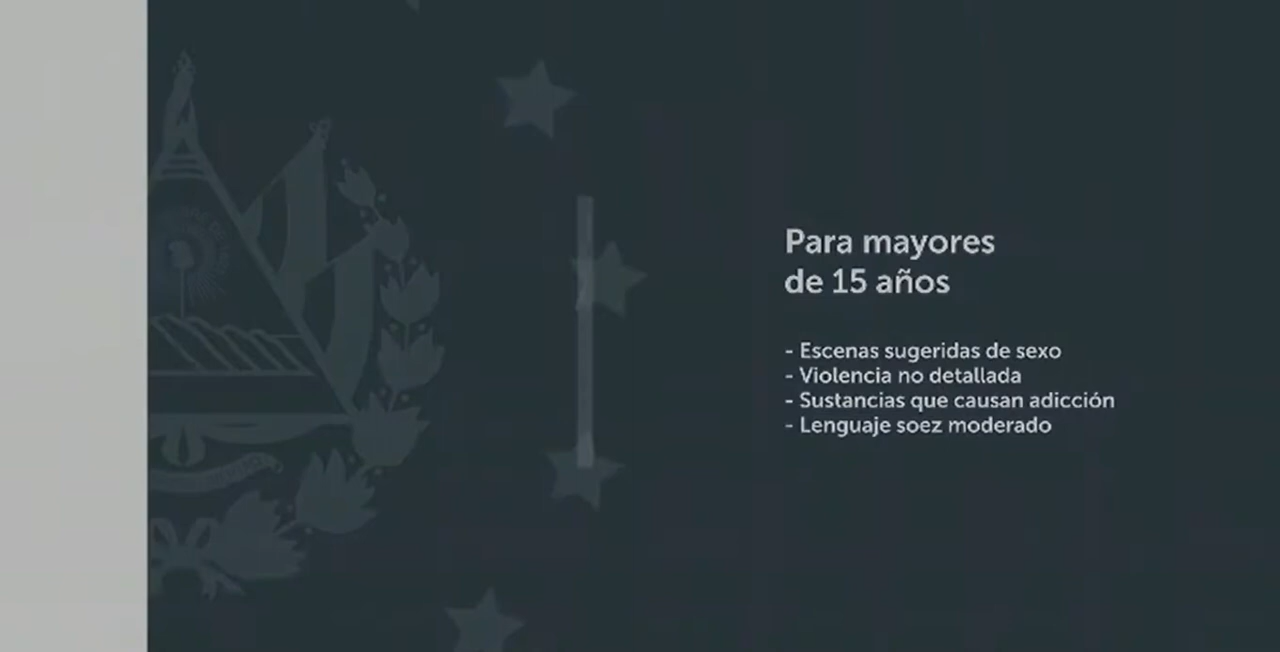 Para mayores
de 15 años
- Escenas sugeridas de sexo
- Violencia no detallada
- Sustancias que causan adicción
- Lenguaje soez moderado